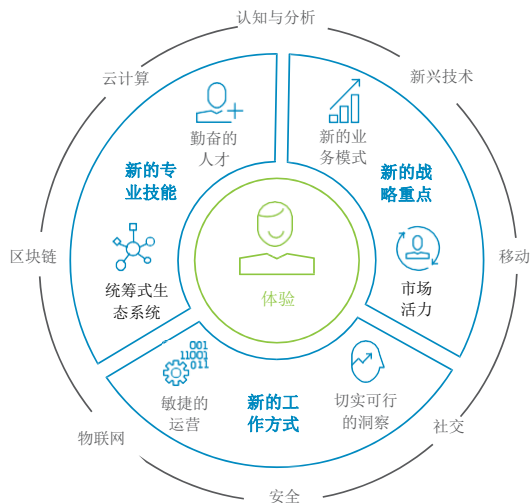 认知与分析
云计算
新兴技术
勤奋的
人才
新的业
务模式
新的专
业技能
新的战
略重点
区块链
移动
统筹式生
态系统
体验
市场
活力
001
11001
011
敏捷的
运营
新的工
作方式
切实可行
的洞察
物联网
社交
安全